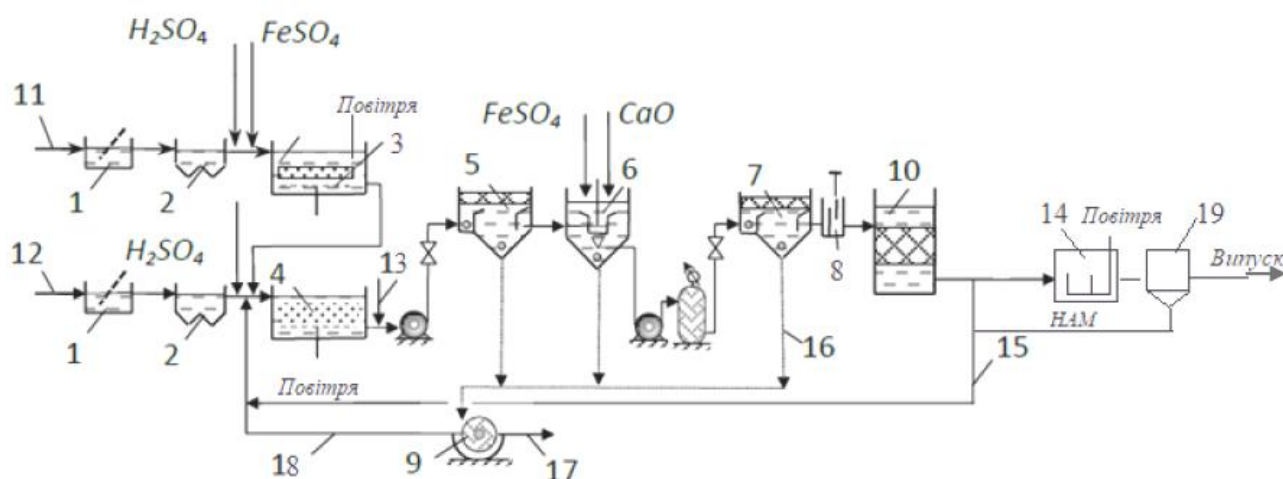 H₂SO₄ FeSO₄
11 Повітря
3
1 2
FeSO₄ CaO
5 6 7 10
14 Повітря 19
Випуск
12 H₂SO₄ 4 13
8
НАМ
1 2
16 15
Повітря
18 9 17